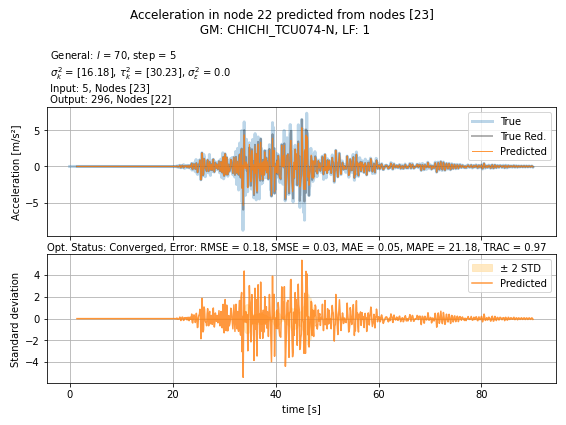 Acceleration in node 22 predicted from nodes [23]
GM: CHICHI_TCU074-N, LF: 1
General: l = 70, step = 5
σ²ₖ = [16.18], τ²ₖ = [30.23], σ²ε = 0.0
Input: 5, Nodes [23]
Output: 296, Nodes [22]
Acceleration [m/s²]
5
0
−5
True
True Red.
Predicted
Opt. Status: Converged, Error: RMSE = 0.18, SMSE = 0.03, MAE = 0.05, MAPE = 21.18, TRAC = 0.97
Standard deviation
4
2
0
−2
−4
± 2 STD
Predicted
0 20 40 60 80
time [s]